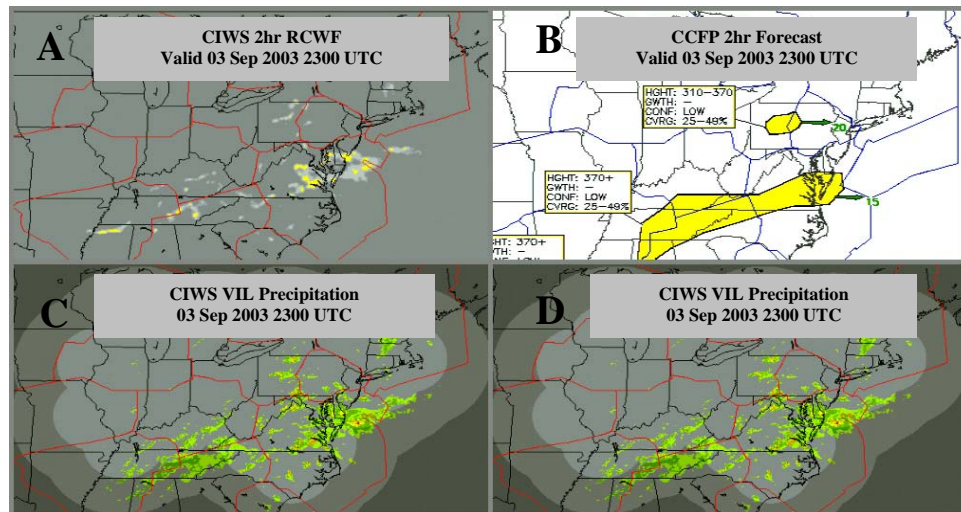 A
CIWS 2hr RCWF
Valid 03 Sep 2003 2300 UTC
B
CCFP 2hr Forecast
Valid 03 Sep 2003 2300 UTC
HGHT: 310-370
GWTH: -
CONF: LOW
CVRG: 25-49%
20
HGHT: 370+
GWTH: -
CONF: LOW
CVRG: 25-49%
15
HT: 370+
TH: -
C
CIWS VIL Precipitation
03 Sep 2003 2300 UTC
D
CIWS VIL Precipitation
03 Sep 2003 2300 UTC